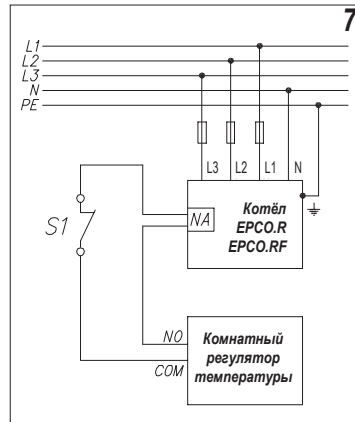 7
L1
L2
L3
N
PE
L3 L2 L1 N
S1
NA
Котёл
EPCO.R
EPCO.RF
NO
COM
Комнатный
регулятор
температуры